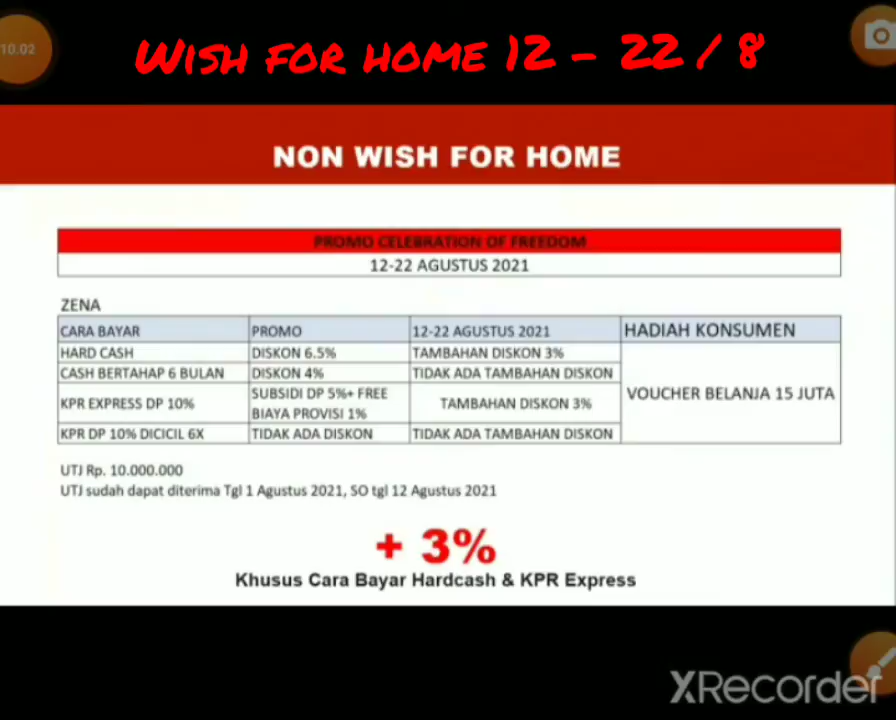 10.02
Wish for home 12 - 22 / 8
NON WISH FOR HOME
PROMO CELEBRATION OF FREEDOM
12-22 AGUSTUS 2021
ZENA
CARA BAYAR PROMO 12-22 AGUSTUS 2021 HADIAH KONSUMEN
HARD CASH DISKON 6.5% TAMBAHAN DISKON 3%
CASH BERTAHAP 6 BULAN DISKON 4% TIDAK ADA TAMBAHAN DISKON
KPR EXPRESS DP 10% SUBSIDI DP 5%+ FREE
BIAYA PROVISI 1% TAMBAHAN DISKON 3%
VOUCHER BELANJA 15 JUTA
KPR DP 10% DICICIL 6X TIDAK ADA DISKON TIDAK ADA TAMBAHAN DISKON
UTJ Rp. 10.000.000
UTJ sudah dapat diterima Tgl 1 Agustus 2021, SO tgl 12 Agustus 2021
+ 3%
Khusus Cara Bayar Hardcash & KPR Express
XRecorder